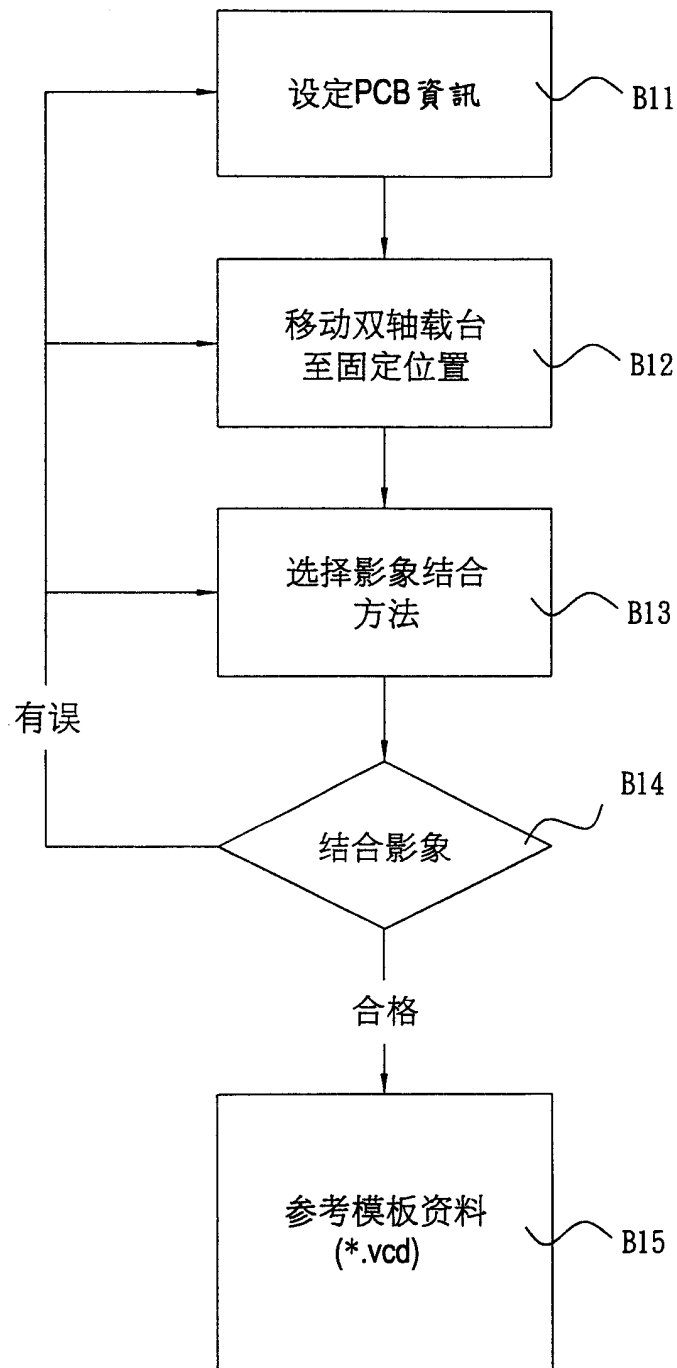 设定PCB資訊
B11
移动双轴载台
至固定位置
B12
选择影象结合
方法
B13
有误
结合影象
B14
合格
参考模板资料
(*.vcd)
B15